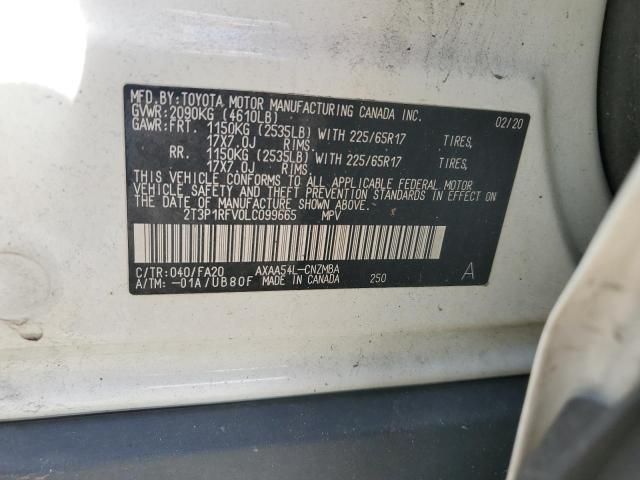 MFD.BY:TOYOTA MOTOR MANUFACTURING CANADA INC. 02/20
GVWR:2090KG (4610LB)
GAWR:FRT. 1150KG (2535LB) WITH 225/65R17 TIRES,
17X7.0J RIMS.
RR. 1150KG (2535LB) WITH 225/65R17 TIRES,
17X7.0J RIMS.
THIS VEHICLE CONFORMS TO ALL APPLICABLE FEDERAL MOTOR
VEHICLE SAFETY AND THEFT PREVENTION STANDARDS IN EFFECT ON
THE DATE OF MANUFACTURE SHOWN ABOVE.
2T3P1RFV0LC099665 MPV
C/TR:040/FA20 AXAA54L-CNZMBA 250 A
A/TM:-01A/UB80F MADE IN CANADA